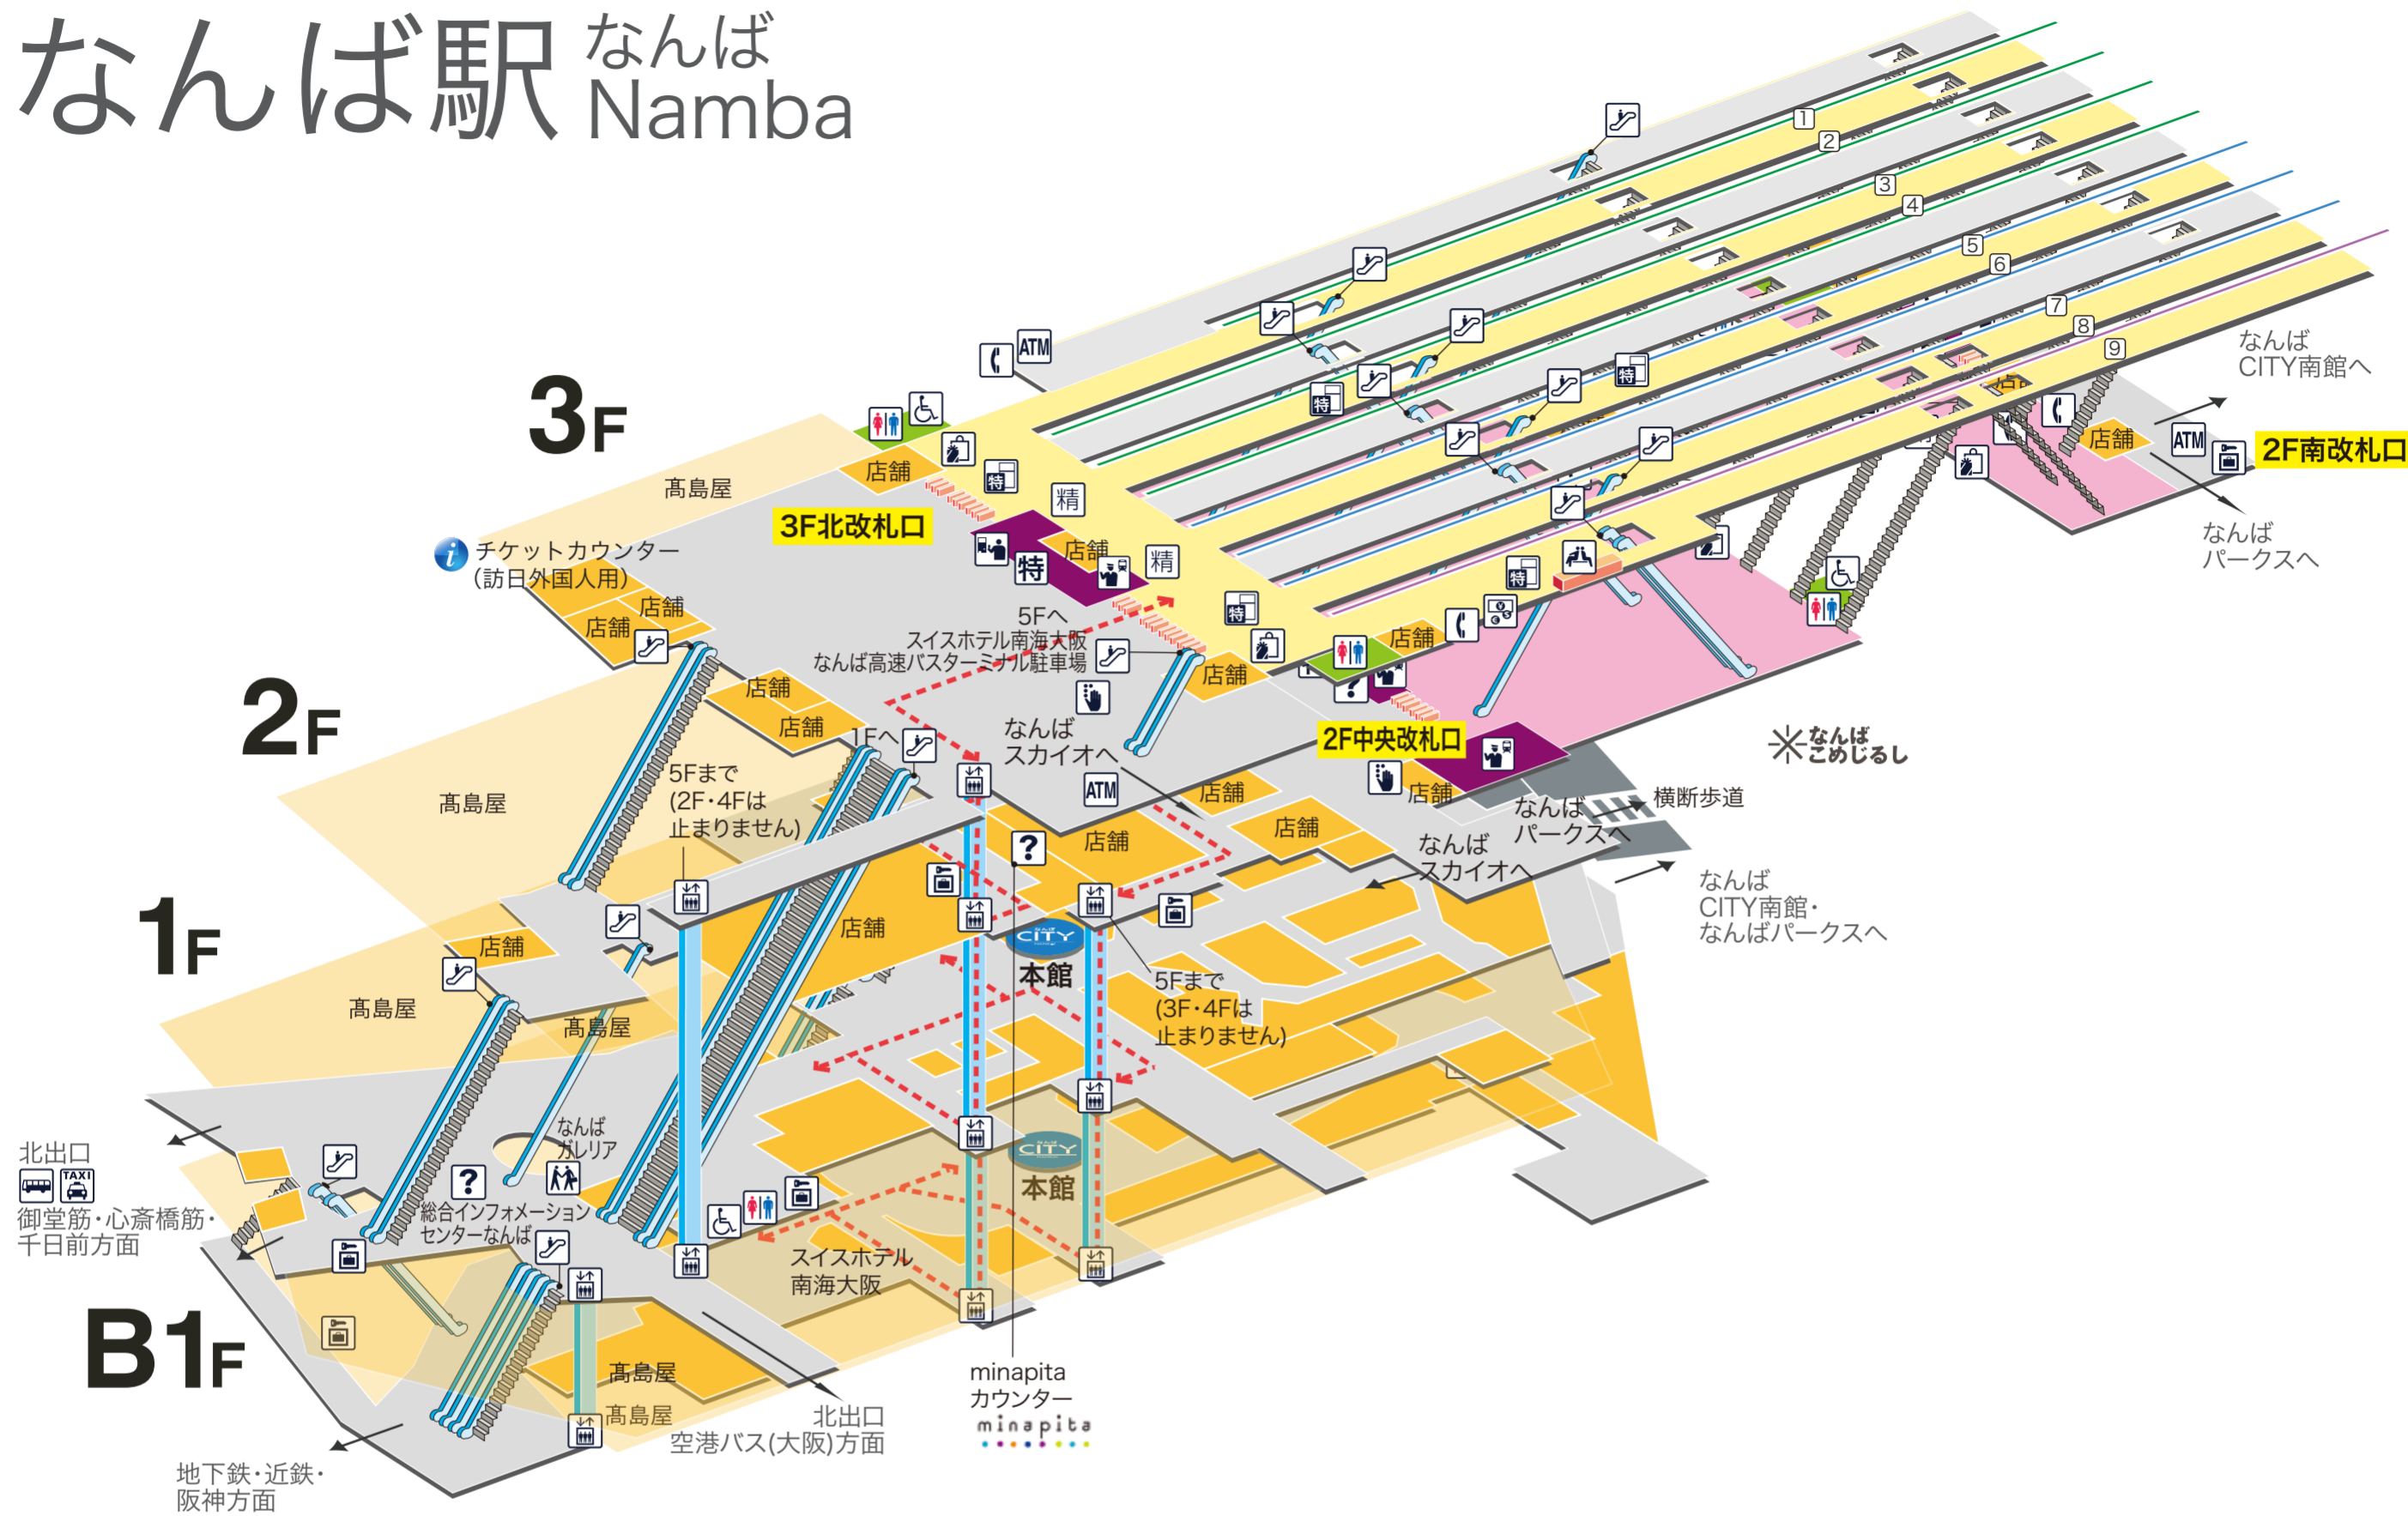 なんば駅
なんば
Namba
1
2
3
4
5
6
7
8
9
なんば
CITY南館へ
ATM
3F
髙島屋
店舗
特
精
3F北改札口
店舗
特
精
チケットカウンター
(訪日外国人用)
店舗
店舗
特
特
特
特
店舗
ATM
2F南改札口
なんば
パークスへ
5Fへ
スイスホテル南海大阪
なんば高速バスターミナル駐車場
店舗
店舗
2F
店舗
店舗
1Fへ
なんば
スカイオへ
ATM
2F中央改札口
?
店舗
なんば
こめじるし
髙島屋
5Fまで
(2F・4Fは
止まりません)
店舗
店舗
店舗
?
なんば
パークスへ
横断歩道
なんば
スカイオへ
なんば
CITY南館・
なんばパークスへ
1F
店舗
店舗
なんば
CITY
本館
5Fまで
(3F・4Fは
止まりません)
髙島屋
髙島屋
なんば
ガレリア
北出口
TAXI
御堂筋・心斎橋筋・
千日前方面
?
総合インフォメーション
センターなんば
なんば
CITY
本館
スイスホテル
南海大阪
B1F
髙島屋
髙島屋
北出口
空港バス(大阪)方面
minapita
カウンター
minapita
地下鉄・近鉄・
阪神方面